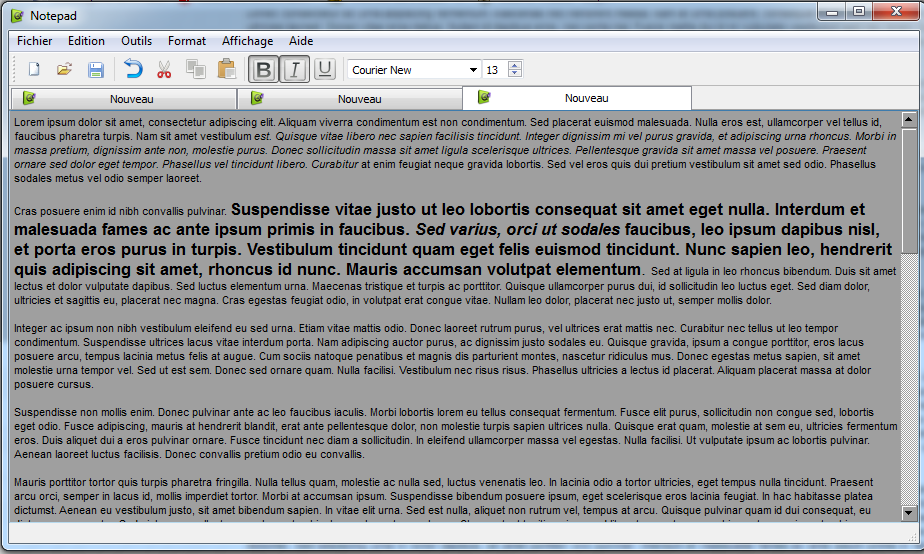 Notepad
Fichier Edition Outils Format Affichage Aide
B I U Courier New 13
Nouveau Nouveau Nouveau
Lorem ipsum dolor sit amet, consectetur adipiscing elit. Aliquam viverra condimentum est non condimentum. Sed placerat euismod malesuada. Nulla eros est, ullamcorper vel tellus id,
faucibus pharetra turpis. Nam sit amet vestibulum est. Quisque vitae libero nec sapien facilisis tincidunt. Integer dignissim mi vel purus gravida, et adipiscing urna rhoncus. Morbi in
massa pretium, dignissim ante non, molestie purus. Donec sollicitudin massa sit amet ligula scelerisque ultrices. Pellentesque gravida sit amet massa vel posuere. Praesent
ornare sed dolor eget tempor. Phasellus vel tincidunt libero. Curabitur at enim feugiat neque gravida lobortis. Sed vel eros quis dui pretium vestibulum sit amet sed odio. Phasellus
sodales metus vel odio semper laoreet.
Cras posuere enim id nibh convallis pulvinar. Suspendisse vitae justo ut leo lobortis consequat sit amet eget nulla. Interdum et
malesuada fames ac ante ipsum primis in faucibus. Sed varius, orci ut sodales faucibus, leo ipsum dapibus nisl,
et porta eros purus in turpis. Vestibulum tincidunt quam eget felis euismod tincidunt. Nunc sapien leo, hendrerit
quis adipiscing sit amet, rhoncus id nunc. Mauris accumsan volutpat elementum. Sed at ligula in leo rhoncus bibendum. Duis sit amet
lectus et dolor vulputate dapibus. Sed luctus elementum urna. Maecenas tristique et turpis ac porttitor. Quisque ullamcorper purus dui, id sollicitudin leo luctus eget. Sed diam dolor,
ultricies et sagittis eu, placerat nec magna. Cras egestas feugiat odio, in volutpat erat congue vitae. Nullam leo dolor, placerat nec justo ut, semper mollis dolor.
Integer ac ipsum non nibh vestibulum eleifend eu sed urna. Etiam vitae mattis odio. Donec laoreet rutrum purus, vel ultrices erat mattis nec. Curabitur nec tellus ut leo tempor
condimentum. Suspendisse ultrices lacus vitae interdum porta. Nam adipiscing auctor purus, ac dignissim justo sodales eu. Quisque gravida, ipsum a congue porttitor, eros lacus
posuere arcu, tempus lacinia metus felis at augue. Cum sociis natoque penatibus et magnis dis parturient montes, nascetur ridiculus mus. Donec egestas metus sapien, sit amet
molestie urna tempor vel. Sed ut est sem. Donec sed ornare quam. Nulla facilisi. Vestibulum nec risus risus. Phasellus ultricies a lectus id placerat. Aliquam placerat massa at dolor
posuere cursus.
Suspendisse non mollis enim. Donec pulvinar ante ac leo faucibus iaculis. Morbi lobortis lorem eu tellus consequat fermentum. Fusce elit purus, sollicitudin non congue sed, lobortis
eget odio. Fusce adipiscing, mauris at hendrerit blandit, erat ante pellentesque dolor, non molestie turpis sapien ultrices nulla. Quisque erat quam, molestie at sem eu, ultricies fermentum
eros. Duis aliquet dui a eros pulvinar ornare. Fusce tincidunt nec diam a sollicitudin. In eleifend ullamcorper massa vel egestas. Nulla facilisi. Ut vulputate ipsum ac lobortis pulvinar.
Aenean laoreet luctus facilisis. Donec convallis pretium odio eu convallis.
Mauris porttitor tortor quis turpis pharetra fringilla. Nulla tellus quam, molestie ac nulla sed, luctus venenatis leo. In lacinia odio a tortor ultricies, eget tempus nulla tincidunt. Praesent
arcu orci, semper in lacus id, mollis imperdiet tortor. Morbi at accumsan ipsum. Suspendisse bibendum posuere ipsum, eget scelerisque eros lacinia feugiat. In hac habitasse platea
dictumst. Aenean eu vestibulum justo, sit amet bibendum sapien. In vitae elit urna. Sed est nulla, aliquet non rutrum vel, tempus at arcu. Quisque pulvinar quam id dui consequat, eu